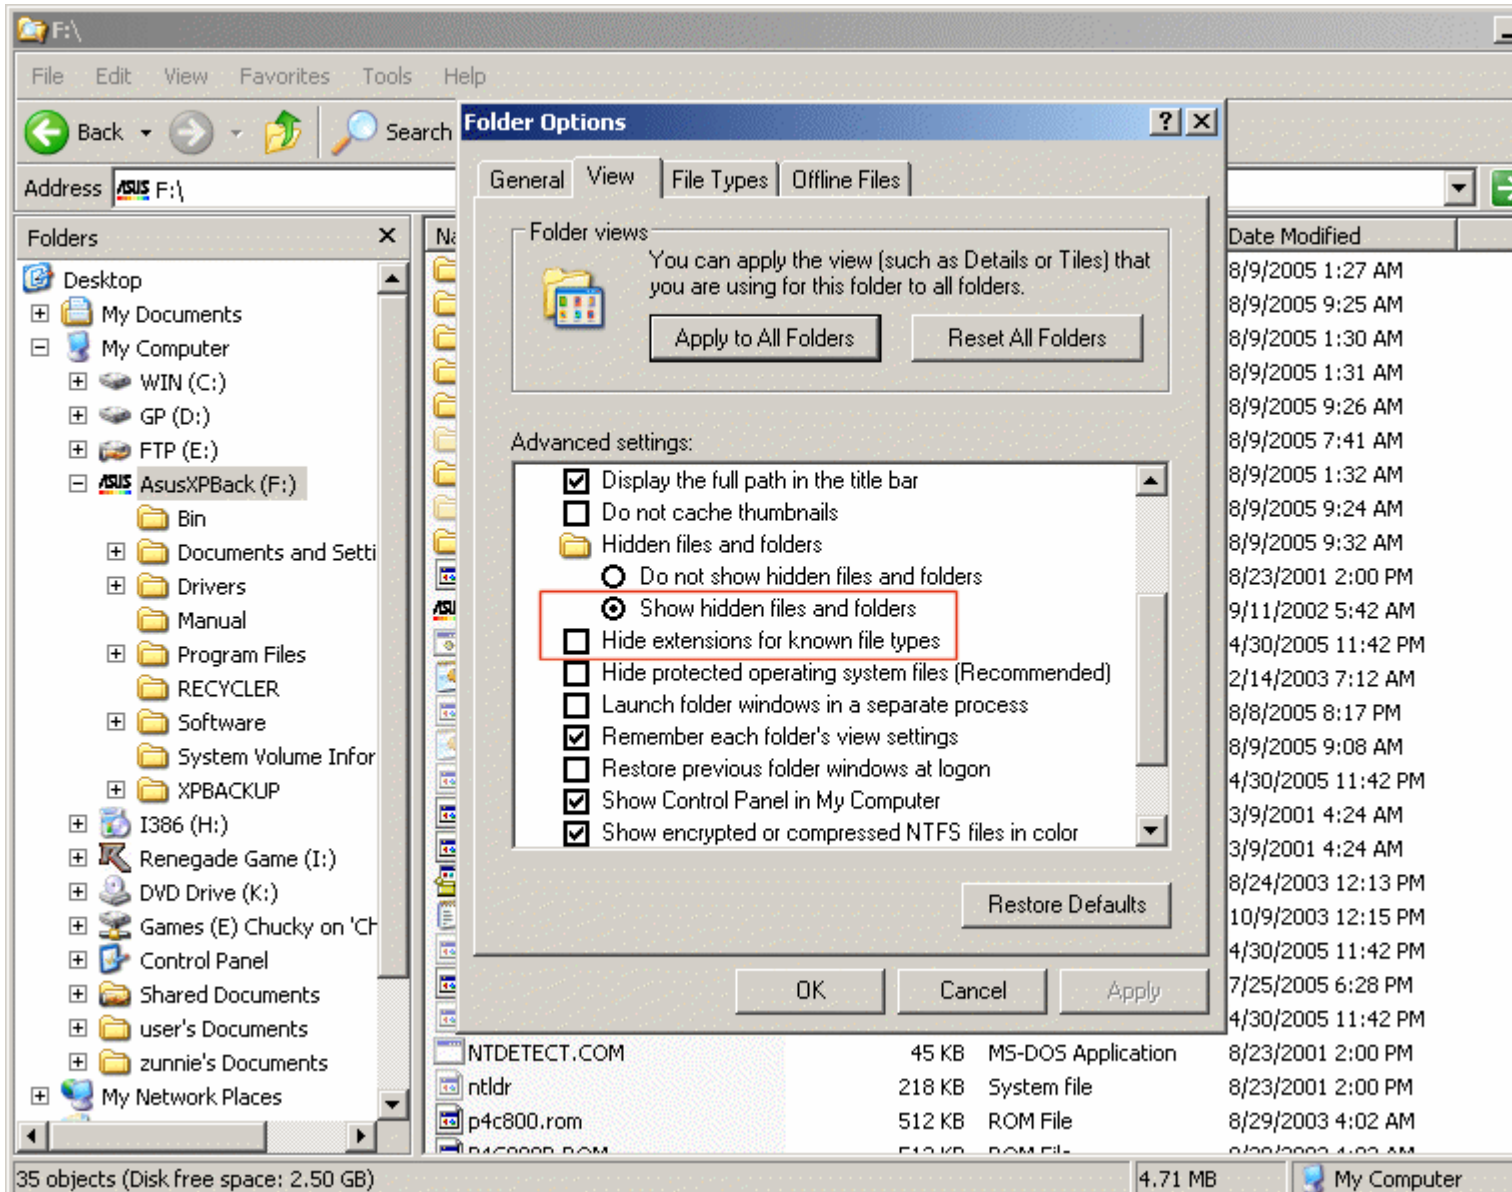 F:\
File Edit View Favorites Tools Help
Back Search
Address ASUS F:\
Folders
Desktop
My Documents
My Computer
WIN (C:)
GP (D:)
FTP (E:)
ASUS AsusXPBack (F:)
Bin
Documents and Setti
Drivers
Manual
Program Files
RECYCLER
Software
System Volume Infor
XPBACKUP
I386 (H:)
Renegade Game (I:)
DVD Drive (K:)
Games (E) Chucky on 'Ch
Control Panel
Shared Documents
user's Documents
zunnie's Documents
My Network Places
Folder Options
General View File Types Offline Files
Folder views
You can apply the view (such as Details or Tiles) that
you are using for this folder to all folders.
Apply to All Folders Reset All Folders
Advanced settings:
Display the full path in the title bar
Do not cache thumbnails
Hidden files and folders
Do not show hidden files and folders
Show hidden files and folders
Hide extensions for known file types
Hide protected operating system files (Recommended)
Launch folder windows in a separate process
Remember each folder's view settings
Restore previous folder windows at logon
Show Control Panel in My Computer
Show encrypted or compressed NTFS files in color
Restore Defaults
OK Cancel Apply
Date Modified
8/9/2005 1:27 AM
8/9/2005 9:25 AM
8/9/2005 1:30 AM
8/9/2005 1:31 AM
8/9/2005 9:26 AM
8/9/2005 7:41 AM
8/9/2005 1:32 AM
8/9/2005 9:24 AM
8/9/2005 9:32 AM
8/23/2001 2:00 PM
9/11/2002 5:42 AM
4/30/2005 11:42 PM
2/14/2003 7:12 AM
8/8/2005 8:17 PM
8/9/2005 9:08 AM
4/30/2005 11:42 PM
3/9/2001 4:24 AM
3/9/2001 4:24 AM
8/24/2003 12:13 PM
10/9/2003 12:15 PM
4/30/2005 11:42 PM
7/25/2005 6:28 PM
4/30/2005 11:42 PM
NTDETECT.COM 45 KB MS-DOS Application 8/23/2001 2:00 PM
ntldr 218 KB System file 8/23/2001 2:00 PM
p4c800.rom 512 KB ROM File 8/29/2003 4:02 AM
35 objects (Disk free space: 2.50 GB) 4.71 MB My Computer